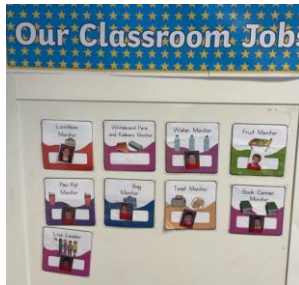 Our Classroom Jobs
Lunchbox
Monitor
Whiteboard Pens
and Rubbers Monitor
Water Monitor
Fruit Monitor
Pen Pot
Monitor
Bag
Monitor
Toast Monitor
Book Corner
Monitor
Line Leader